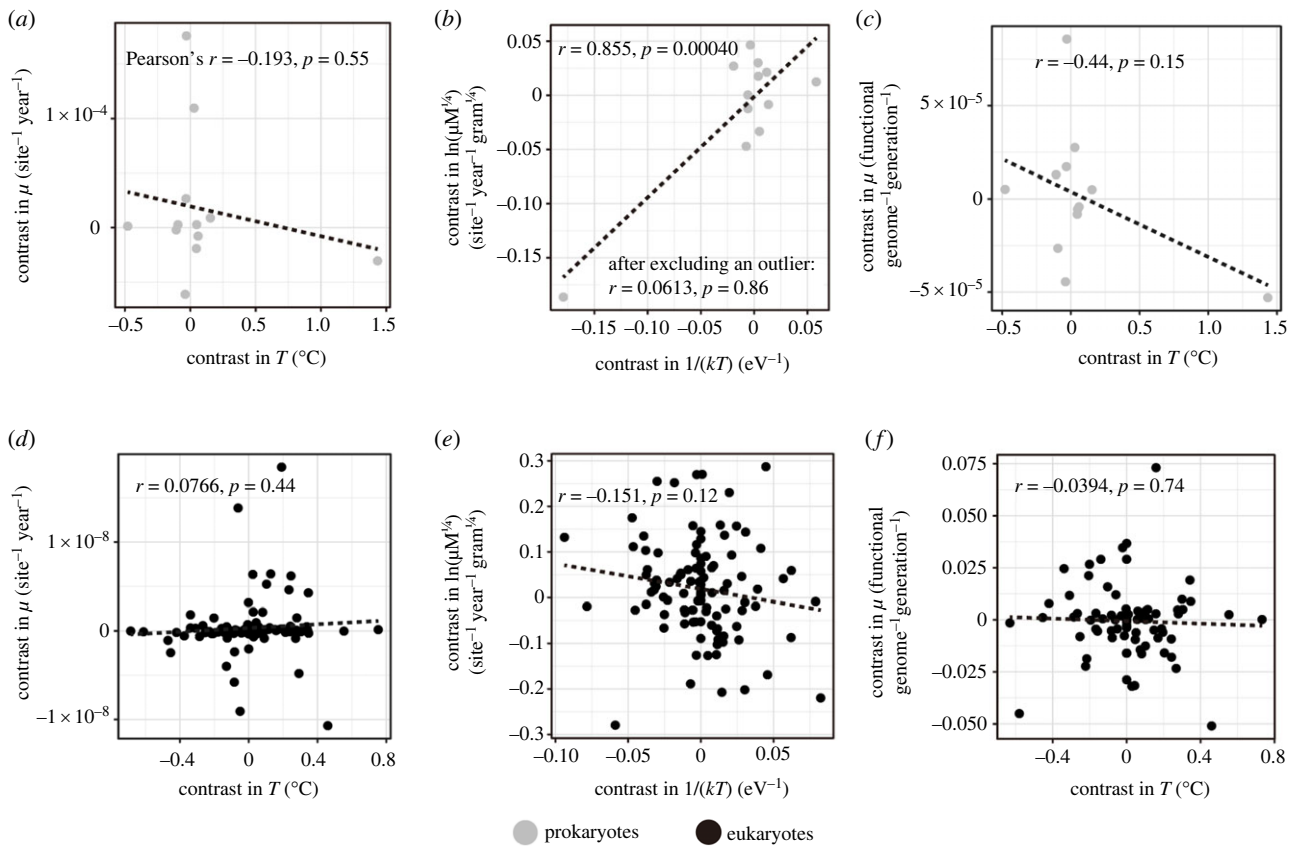 (a)
Pearson's r = –0.193, p = 0.55
contrast in μ (site⁻¹ year⁻¹)
1 × 10⁻⁴
0
–0.5 0 0.5 1.0 1.5
contrast in T (°C)
(b)
r = 0.855, p = 0.00040
contrast in ln(μM¹ᐟ⁴)
(site⁻¹ year⁻¹ gram¹ᐟ⁴)
0.05
0
–0.05
–0.10
–0.15
after excluding an outlier:
r = 0.0613, p = 0.86
–0.15 –0.10 –0.05 0 0.05
contrast in 1/(kT) (eV⁻¹)
(c)
r = –0.44, p = 0.15
contrast in μ (functional
genome⁻¹ generation⁻¹)
5 × 10⁻⁵
0
–5 × 10⁻⁵
–0.5 0 0.5 1.0 1.5
contrast in T (°C)
(d)
r = 0.0766, p = 0.44
contrast in μ (site⁻¹ year⁻¹)
1 × 10⁻⁸
0
–1 × 10⁻⁸
–0.4 0 0.4 0.8
contrast in T (°C)
(e)
r = –0.151, p = 0.12
contrast in ln(μM¹ᐟ⁴)
(site⁻¹ year⁻¹ gram¹ᐟ⁴)
0.3
0.2
0.1
0
–0.1
–0.2
–0.3
–0.10 –0.05 0 0.05
contrast in 1/(kT) (eV⁻¹)
(f)
r = –0.0394, p = 0.74
contrast in μ (functional
genome⁻¹ generation⁻¹)
0.075
0.050
0.025
0
–0.025
–0.050
–0.4 0 0.4 0.8
contrast in T (°C)
prokaryotes eukaryotes